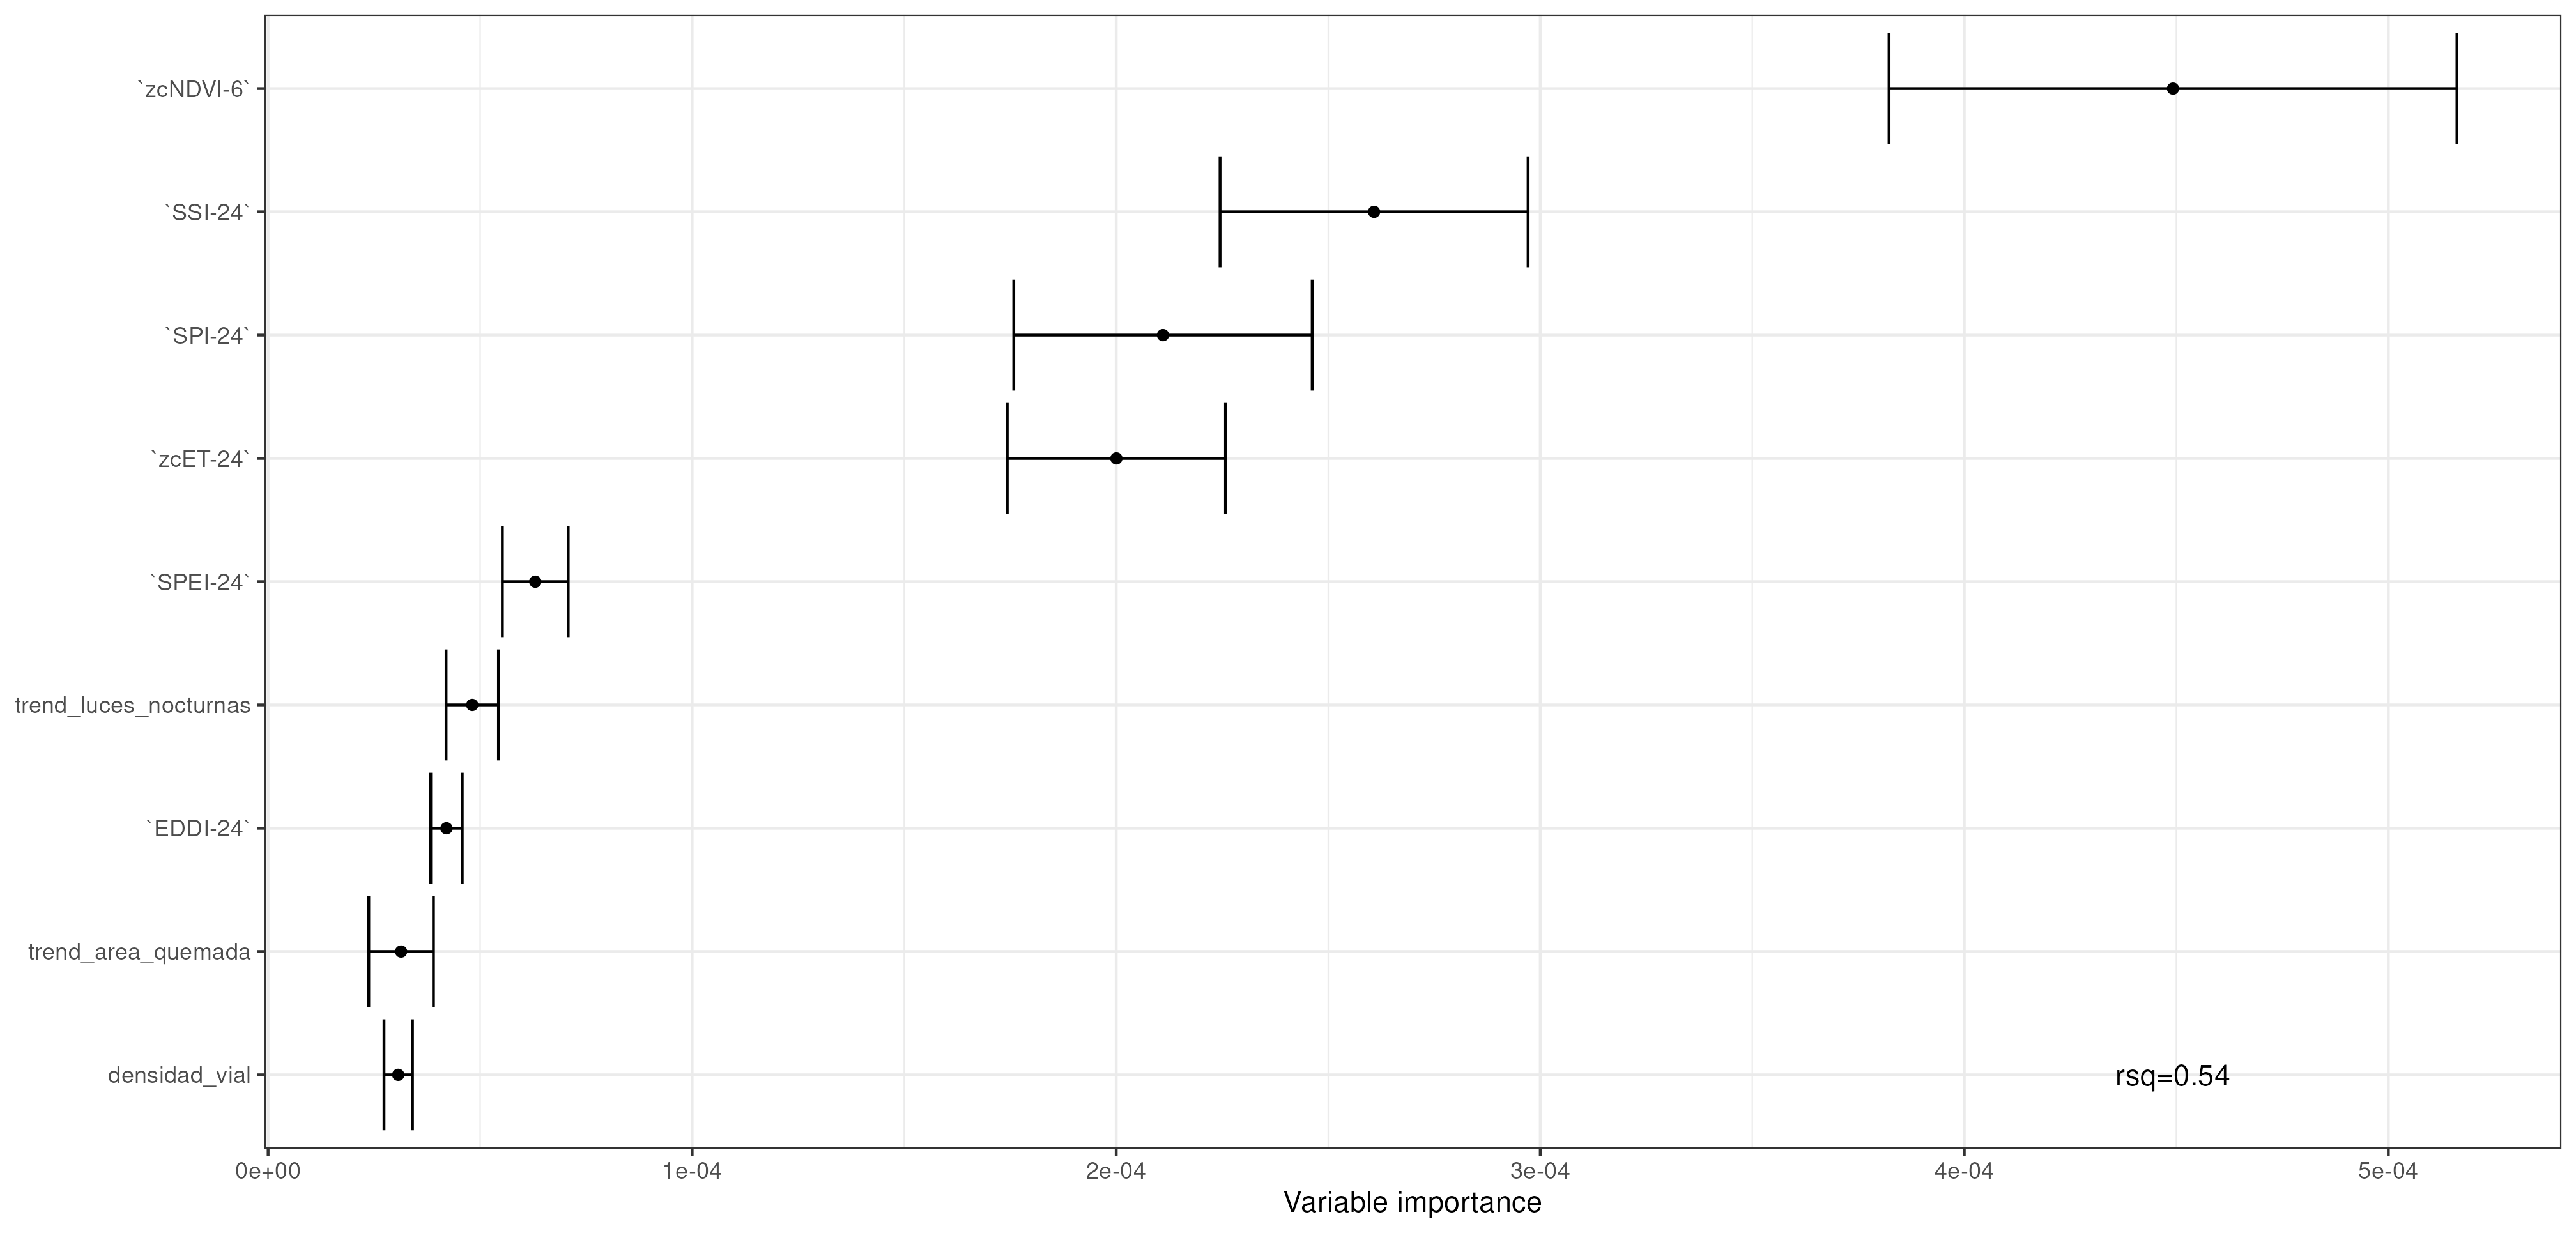 `zcNDVI-6`
`SSI-24`
`SPI-24`
`zcET-24`
`SPEI-24`
trend_luces_nocturnas
`EDDI-24`
trend_area_quemada
densidad_vial
rsq=0.54
0e+00 1e-04 2e-04 3e-04 4e-04 5e-04
Variable importance